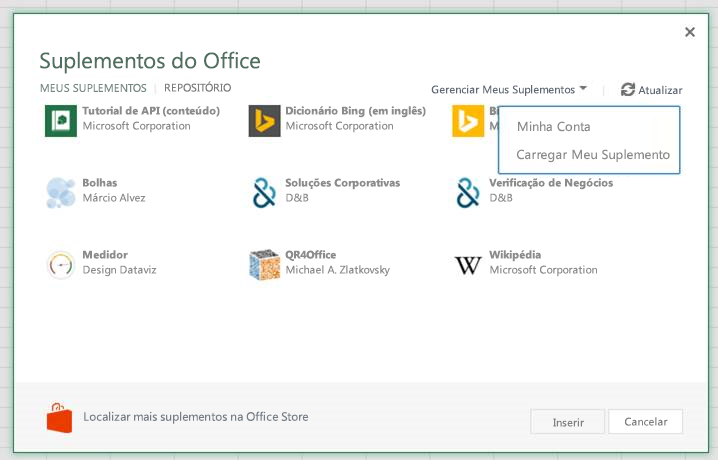 Suplementos do Office
MEUS SUPLEMENTOS | REPOSITÓRIO
Gerenciar Meus Suplementos | Atualizar
Minha Conta
Carregar Meu Suplemento
Tutorial de API (conteúdo)
Microsoft Corporation
Dicionário Bing (em inglês)
Microsoft Corporation
Bolhas
Márcio Alvez
Soluções Corporativas
D&B
Verificação de Negócios
D&B
Medidor
Design Dataviz
QR4Office
Michael A. Zlatkovsky
W
Wikipédia
Microsoft Corporation
Localizar mais suplementos na Office Store
Inserir
Cancelar